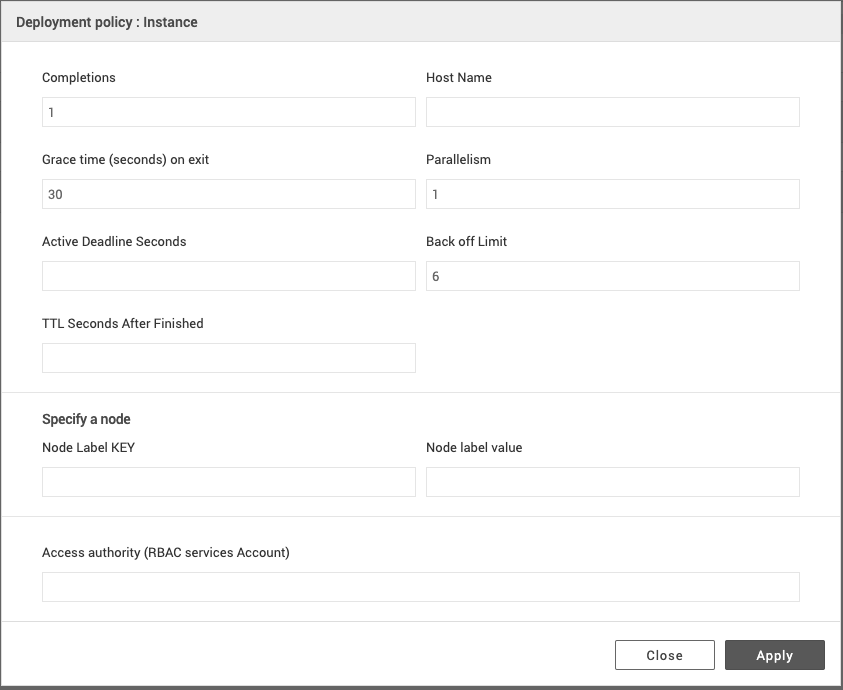 Deployment policy : Instance
Completions
Host Name
1
Grace time (seconds) on exit
Parallelism
30
1
Active Deadline Seconds
Back off Limit
6
TTL Seconds After Finished
Specify a node
Node Label KEY
Node label value
Access authority (RBAC services Account)
Close
Apply